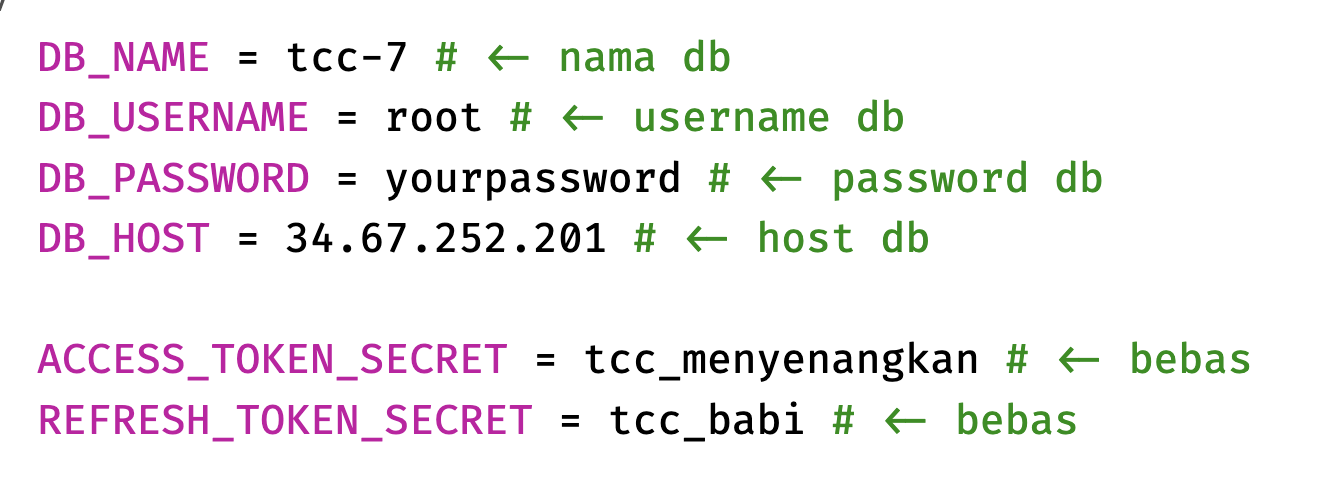 DB_NAME = tcc-7 # ← nama db
DB_USERNAME = root # ← username db
DB_PASSWORD = yourpassword # ← password db
DB_HOST = 34.67.252.201 # ← host db
ACCESS_TOKEN_SECRET = tcc_menyenangkan # ← bebas
REFRESH_TOKEN_SECRET = tcc_babi # ← bebas